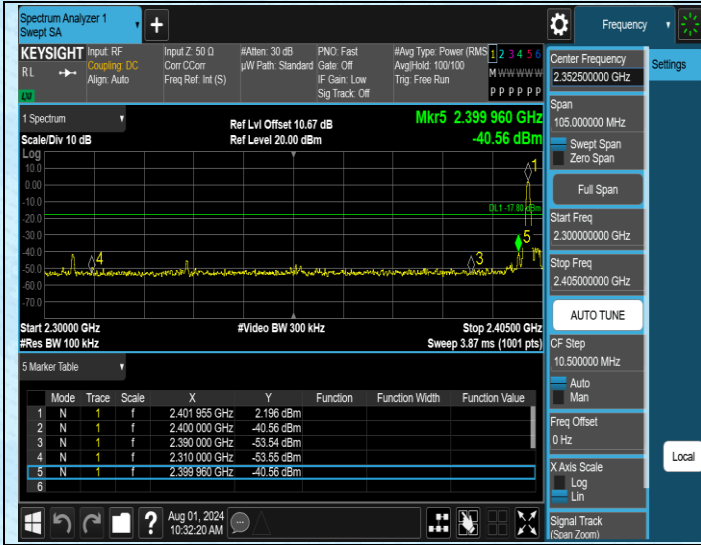 Spectrum Analyzer 1
Swept SA
+
Frequency
KEYSIGHT
RL
LXI
Input: RF
Coupling: DC
Align: Auto
Input Z: 50 Ω
Corr CCorr
Freq Ref: Int (S)
#Atten: 30 dB
µW Path: Standard
PNO: Fast
Gate: Off
IF Gain: Low
Sig Track: Off
#Avg Type: Power (RMS
Avg|Hold: 100/100
Trig: Free Run
1 2 3 4 5 6
M W W W W W
P P P P P P
1 Spectrum
Scale/Div 10 dB
Ref Lvl Offset 10.67 dB
Ref Level 20.00 dBm
Mkr5 2.399 960 GHz
-40.56 dBm
Log
10.0
0.00
-10.0
-20.0
-30.0
-40.0
-50.0
-60.0
-70.0
1
DL1 -17.80 dBm
5
4
3
Start 2.30000 GHz
#Video BW 300 kHz
Stop 2.40500 GHz
#Res BW 100 kHz
Sweep 3.87 ms (1001 pts)
5 Marker Table
Mode Trace Scale X Y Function Function Width Function Value
1 N 1 f 2.401 955 GHz 2.196 dBm
2 N 1 f 2.400 000 GHz -40.56 dBm
3 N 1 f 2.390 000 GHz -53.54 dBm
4 N 1 f 2.310 000 GHz -53.55 dBm
5 N 1 f 2.399 960 GHz -40.56 dBm
6
?
Aug 01, 2024
10:32:20 AM
Center Frequency
2.352500000 GHz
Span
105.000000 MHz
Swept Span
Zero Span
Full Span
Start Freq
2.300000000 GHz
Stop Freq
2.405000000 GHz
AUTO TUNE
CF Step
10.500000 MHz
Auto
Man
Freq Offset
0 Hz
X Axis Scale
Log
Lin
Signal Track
(Span Zoom)
Settings
Local